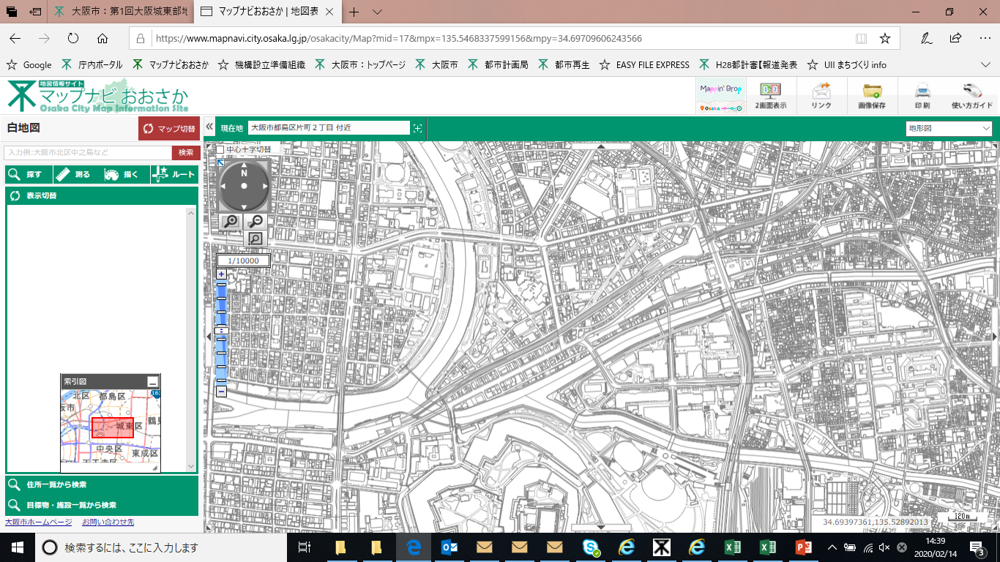 大阪市：第1回大阪城東部地
マップナビおおさか | 地図表
https://www.mapnavi.city.osaka.lg.jp/osakacity/Map?mid=17&mpx=135.5468337599156&mpy=34.69709606243566
Google
庁内ポータル
マップナビおおさか
機構設立準備組織
大阪市：トップページ
大阪市
都市計画局
都市再生
EASY FILE EXPRESS
H28都計審【報道発表
UII まちづくり info
地図情報サイト
マップナビおおさか
Osaka City Map Information Site
Mappin' Drop
Osaka
2画面表示
リンク
画像保存
印刷
使い方ガイド
白地図
マップ切替
現在地
大阪市都島区片町２丁目 付近
地形図
入力例:大阪市北区中之島など
検索
中心十字切替
探す
測る
描く
ルート
表示切替
N
1/10000
索引図
北区
都島区
163
阪市
城東区
鶴見
中央区
東成区
住所一覧から検索
目標物・施設一覧から検索
大阪市ホームページ
お問い合わせ先
120m
34.69397361,135.52892013
検索するには、ここに入力します
14:39
2020/02/14
3